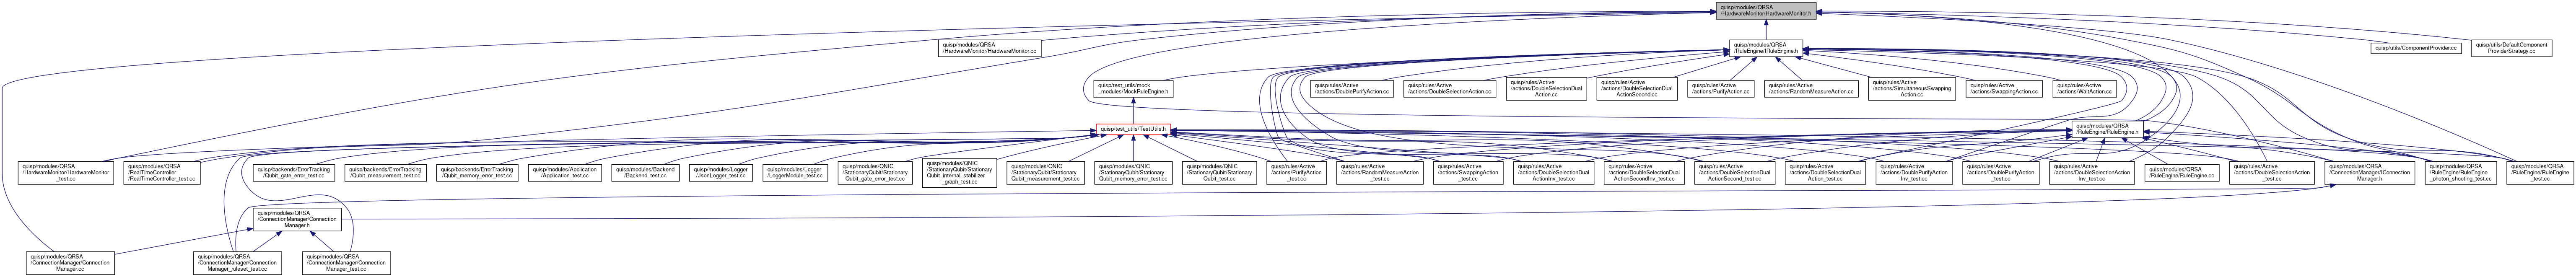 quisp/modules/QRSA
/HardwareMonitor/HardwareMonitor.h
quisp/modules/QRSA
/HardwareMonitor/HardwareMonitor.cc
quisp/modules/QRSA
/RuleEngine/IRuleEngine.h
quisp/utils/ComponentProvider.cc
quisp/utils/DefaultComponent
ProviderStrategy.cc
quisp/test_utils/mock
_modules/MockRuleEngine.h
quisp/rules/Active
/actions/DoublePurifyAction.cc
quisp/rules/Active
/actions/DoubleSelectionAction.cc
quisp/rules/Active
/actions/DoubleSelectionDual
Action.cc
quisp/rules/Active
/actions/DoubleSelectionDual
ActionSecond.cc
quisp/rules/Active
/actions/PurifyAction.cc
quisp/rules/Active
/actions/RandomMeasureAction.cc
quisp/rules/Active
/actions/SimultaneousSwapping
Action.cc
quisp/rules/Active
/actions/SwappingAction.cc
quisp/rules/Active
/actions/WaitAction.cc
quisp/test_utils/TestUtils.h
quisp/modules/QRSA
/RuleEngine/RuleEngine.h
quisp/modules/QRSA
/HardwareMonitor/HardwareMonitor
_test.cc
quisp/modules/QRSA
/RealTimeController
/RealTimeController_test.cc
quisp/backends/ErrorTracking
/Qubit_gate_error_test.cc
quisp/backends/ErrorTracking
/Qubit_measurement_test.cc
quisp/backends/ErrorTracking
/Qubit_memory_error_test.cc
quisp/modules/Application
/Application_test.cc
quisp/modules/Backend
/Backend_test.cc
quisp/modules/Logger
/JsonLogger_test.cc
quisp/modules/Logger
/LoggerModule_test.cc
quisp/modules/QNIC
/StationaryQubit/Stationary
Qubit_gate_error_test.cc
quisp/modules/QNIC
/StationaryQubit/Stationary
Qubit_internal_stabilizer
_graph_test.cc
quisp/modules/QNIC
/StationaryQubit/Stationary
Qubit_measurement_test.cc
quisp/modules/QNIC
/StationaryQubit/Stationary
Qubit_memory_error_test.cc
quisp/modules/QNIC
/StationaryQubit/Stationary
Qubit_test.cc
quisp/rules/Active
/actions/PurifyAction
_test.cc
quisp/rules/Active
/actions/RandomMeasureAction
_test.cc
quisp/rules/Active
/actions/SwappingAction
_test.cc
quisp/rules/Active
/actions/DoubleSelectionDual
ActionInv_test.cc
quisp/rules/Active
/actions/DoubleSelectionDual
ActionSecondInv_test.cc
quisp/rules/Active
/actions/DoubleSelectionDual
ActionSecond_test.cc
quisp/rules/Active
/actions/DoubleSelectionDual
Action_test.cc
quisp/rules/Active
/actions/DoublePurifyAction
Inv_test.cc
quisp/rules/Active
/actions/DoublePurifyAction
_test.cc
quisp/rules/Active
/actions/DoubleSelectionAction
Inv_test.cc
quisp/modules/QRSA
/RuleEngine/RuleEngine.cc
quisp/rules/Active
/actions/DoubleSelectionAction
_test.cc
quisp/modules/QRSA
/ConnectionManager/IConnection
Manager.h
quisp/modules/QRSA
/RuleEngine/RuleEngine
_photon_shooting_test.cc
quisp/modules/QRSA
/RuleEngine/RuleEngine
_test.cc
quisp/modules/QRSA
/ConnectionManager/Connection
Manager.h
quisp/modules/QRSA
/ConnectionManager/Connection
Manager.cc
quisp/modules/QRSA
/ConnectionManager/Connection
Manager_ruleset_test.cc
quisp/modules/QRSA
/ConnectionManager/Connection
Manager_test.cc